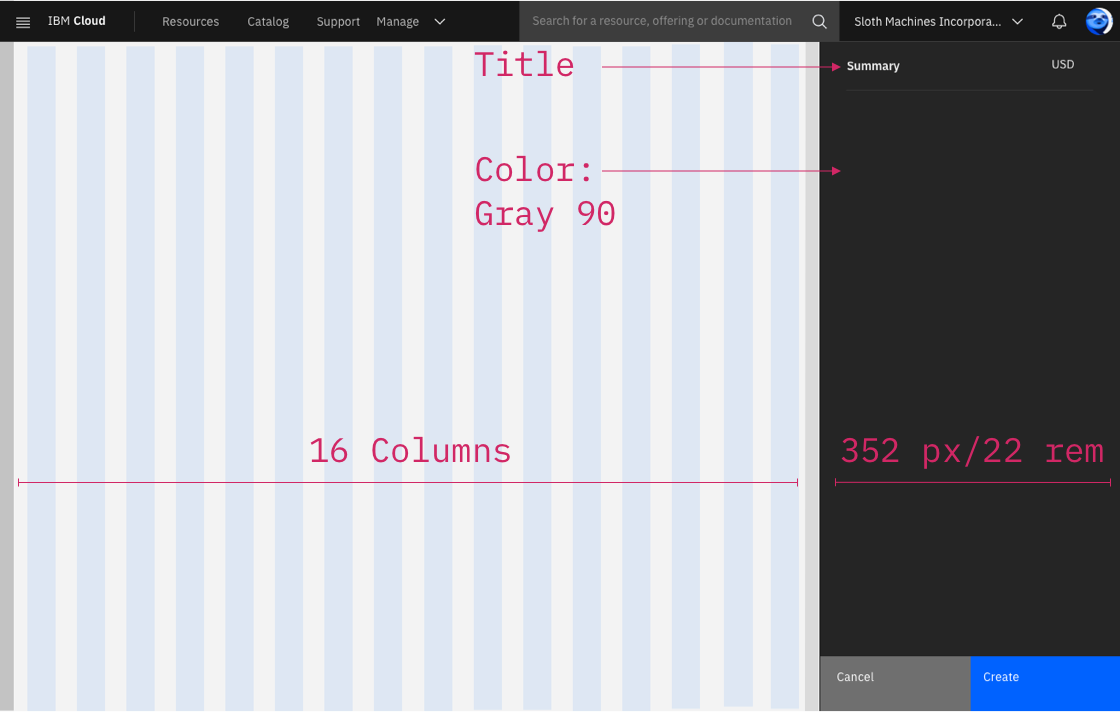 IBM Cloud Resources Catalog Support Manage Search for a resource, offering or documentation Sloth Machines Incorpora...
Title
Summary USD
Color:
Gray 90
16 Columns
352 px/22 rem
Cancel Create